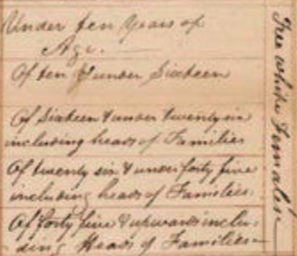 Under ten Years of
Age.
Of ten & under Sixteen
Of Sixteen & under twenty six
including heads of Families
Of twenty six & under forty five
including heads of Families
Of forty five & upwards inclu-
ding Heads of Families
Free white Females